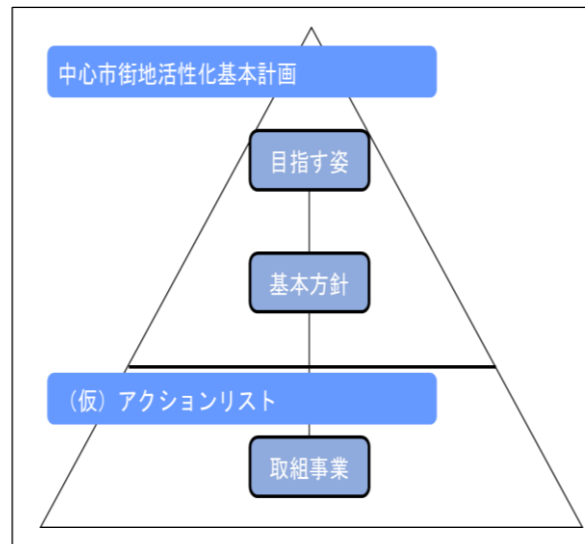 中心市街地活性化基本計画
目指す姿
基本方針
（仮）アクションリスト
取組事業